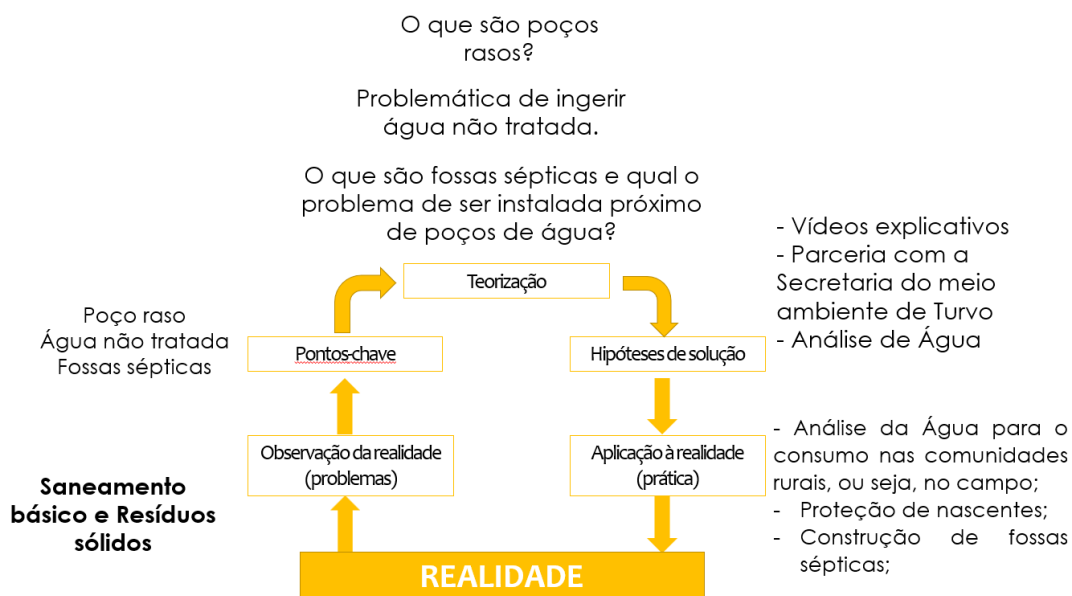 O que são poços
rasos?
Problemática de ingerir
água não tratada.
O que são fossas sépticas e qual o
problema de ser instalada próximo
de poços de água?
Teorização
- Vídeos explicativos
- Parceria com a
Secretaria do meio
ambiente de Turvo
- Análise de Água
Poço raso
Água não tratada
Fossas sépticas
Pontos-chave
Hipóteses de solução
Observação da realidade
(problemas)
Aplicação à realidade
(prática)
- Análise da Água para o
consumo nas comunidades
rurais, ou seja, no campo;
- Proteção de nascentes;
- Construção de fossas
sépticas;
Saneamento
básico e Resíduos
sólidos
REALIDADE